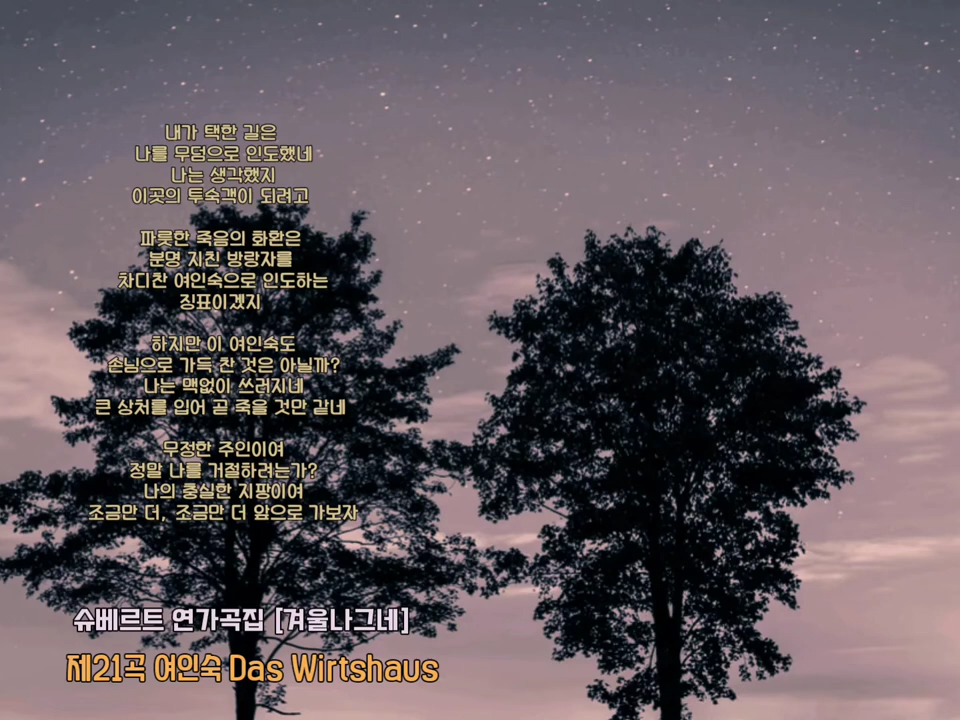 내가 택한 길은
나를 무덤으로 인도했네
나는 생각했지
이곳의 투숙객이 되려고
파릇한 죽음의 화환은
분명 지친 방랑자를
차디찬 여인숙으로 인도하는
징표이겠지
하지만 이 여인숙도
손님으로 가득 찬 것은 아닐까?
나는 맥없이 쓰러지네
큰 상처를 입어 곧 죽을 것만 같네
무정한 주인이여
정말 나를 거절하려는가?
나의 충실한 지팡이여
조금만 더, 조금만 더 앞으로 가보자
슈베르트 연가곡집 [겨울나그네]
제21곡 여인숙 Das Wirtshaus